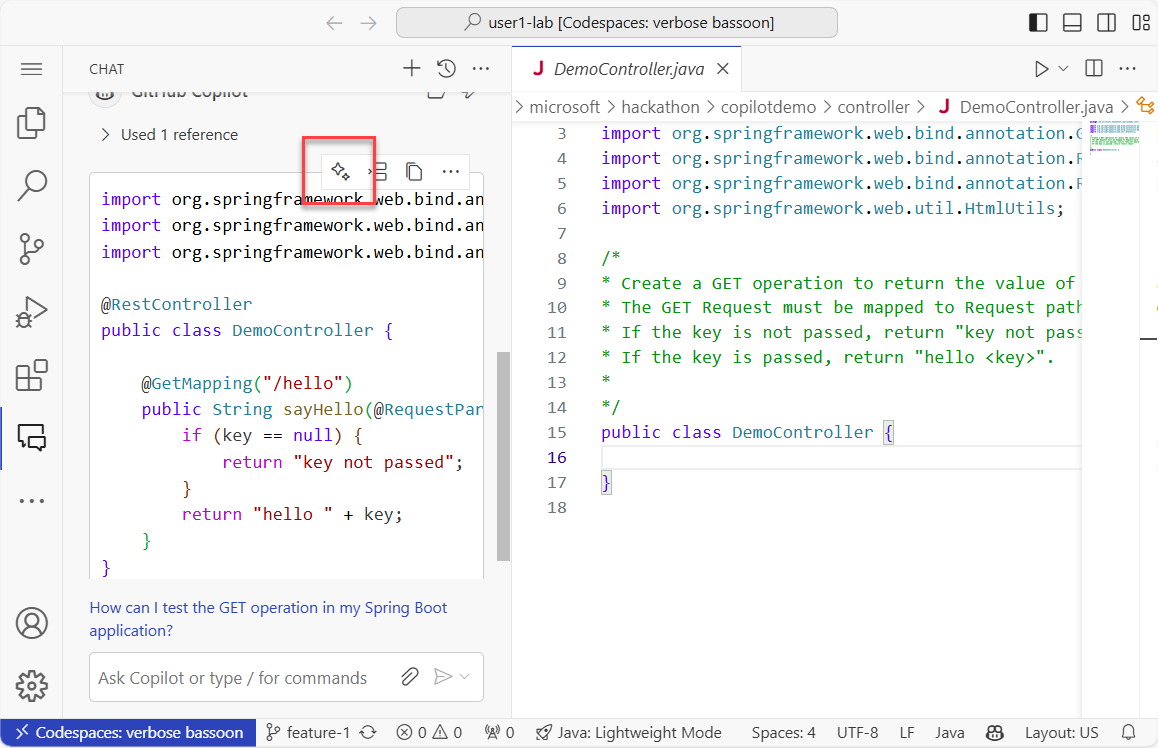 user1-lab [Codespaces: verbose bassoon]
CHAT
GitHub Copilot
Used 1 reference
import org.springframework.web.bind.an
import org.springframework.web.bind.an
import org.springframework.web.bind.an
@RestController
public class DemoController {
@GetMapping("/hello")
public String sayHello(@RequestPar
if (key == null) {
return "key not passed";
}
return "hello " + key;
}
}
How can I test the GET operation in my Spring Boot
application?
Ask Copilot or type / for commands
J DemoController.java
microsoft > hackathon > copilotdemo > controller > J DemoController.java >
3 import org.springframework.web.bind.annotation.G
4 import org.springframework.web.bind.annotation.R
5 import org.springframework.web.bind.annotation.R
6 import org.springframework.web.util.HtmlUtils;
7
8 /*
9 * Create a GET operation to return the value of
10 * The GET Request must be mapped to Request path
11 * If the key is not passed, return "key not pass
12 * If the key is passed, return "hello <key>".
13 *
14 */
15 public class DemoController {
16
17 }
18
Codespaces: verbose bassoon feature-1 0 0 0 Java: Lightweight Mode Spaces: 4 UTF-8 LF Java Layout: US